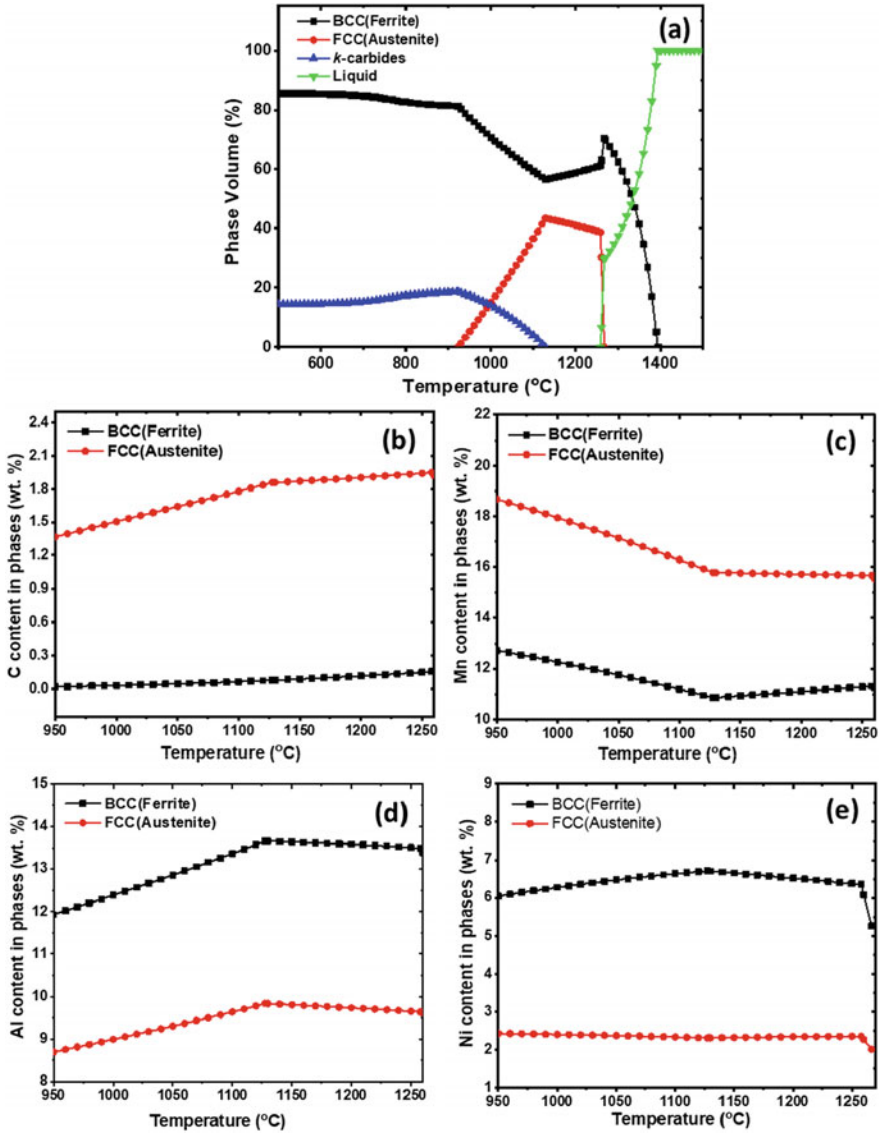 BCC(Ferrite)
FCC(Austenite)
k-carbides
Liquid
(a)
100
80
60
40
20
0
Phase Volume (%)
600 800 1000 1200 1400
Temperature (°C)
BCC(Ferrite)
FCC(Austenite)
(b)
2.4
2.1
1.8
1.5
1.2
0.9
0.6
0.3
0.0
C content in phases (wt. %)
950 1000 1050 1100 1150 1200 1250
Temperature (°C)
BCC(Ferrite)
FCC(Austenite)
(c)
22
20
18
16
14
12
10
Mn content in phases (wt. %)
950 1000 1050 1100 1150 1200 1250
Temperature (°C)
BCC(Ferrite)
FCC(Austenite)
(d)
15
14
13
12
11
10
9
8
Al content in phases (wt. %)
950 1000 1050 1100 1150 1200 1250
Temperature (°C)
BCC(Ferrite)
FCC(Austenite)
(e)
9
8
7
6
5
4
3
2
1
Ni content in phases (wt. %)
950 1000 1050 1100 1150 1200 1250
Temperature (°C)